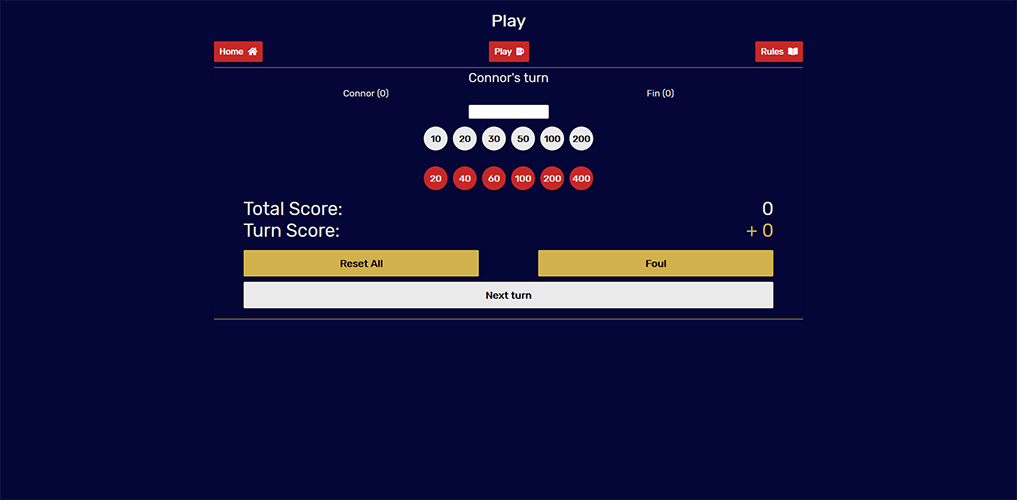 Play
Home Play Rules
Connor's turn
Connor (0) Fin (0)
10 20 30 50 100 200
20 40 60 100 200 400
Total Score: 0
Turn Score: + 0
Reset All Foul
Next turn